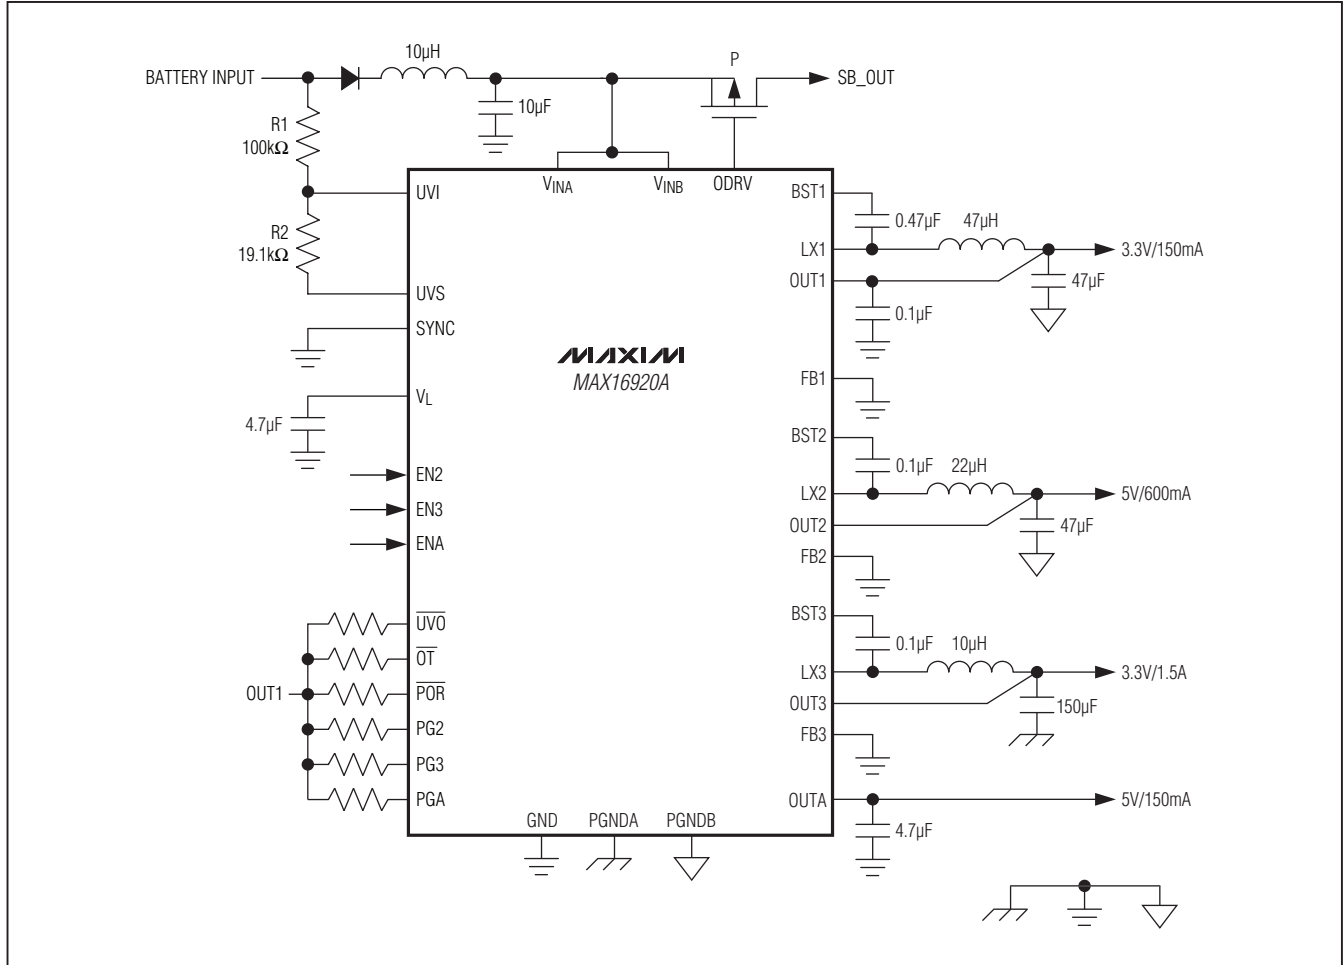 10µH
P
BATTERY INPUT
SB_OUT
10µF
R1
100kΩ
VINA
VINB
ODRV
UVI
BST1
0.47µF
47µH
R2
19.1kΩ
LX1
3.3V/150mA
OUT1
47µF
UVS
0.1µF
SYNC
MAXIM
MAX16920A
FB1
VL
4.7µF
BST2
0.1µF
22µH
EN2
LX2
5V/600mA
EN3
OUT2
47µF
ENA
FB2
BST3
UVO
0.1µF
10µH
OT
LX3
3.3V/1.5A
OUT1
POR
OUT3
150µF
PG2
FB3
PG3
PGA
OUTA
5V/150mA
GND
PGNDA
PGNDB
4.7µF